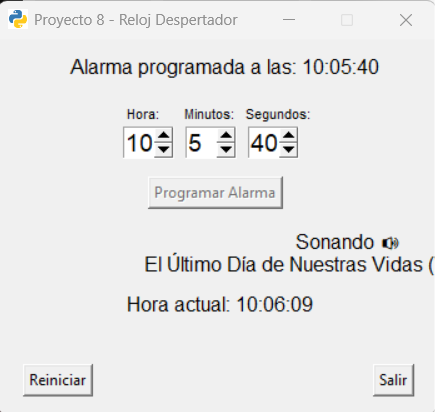 Proyecto 8 - Reloj Despertador
Alarma programada a las: 10:05:40
Hora: Minutos: Segundos:
10 5 40
Programar Alarma
Sonando 🔊
El Último Día de Nuestras Vidas (
Hora actual: 10:06:09
Reiniciar Salir